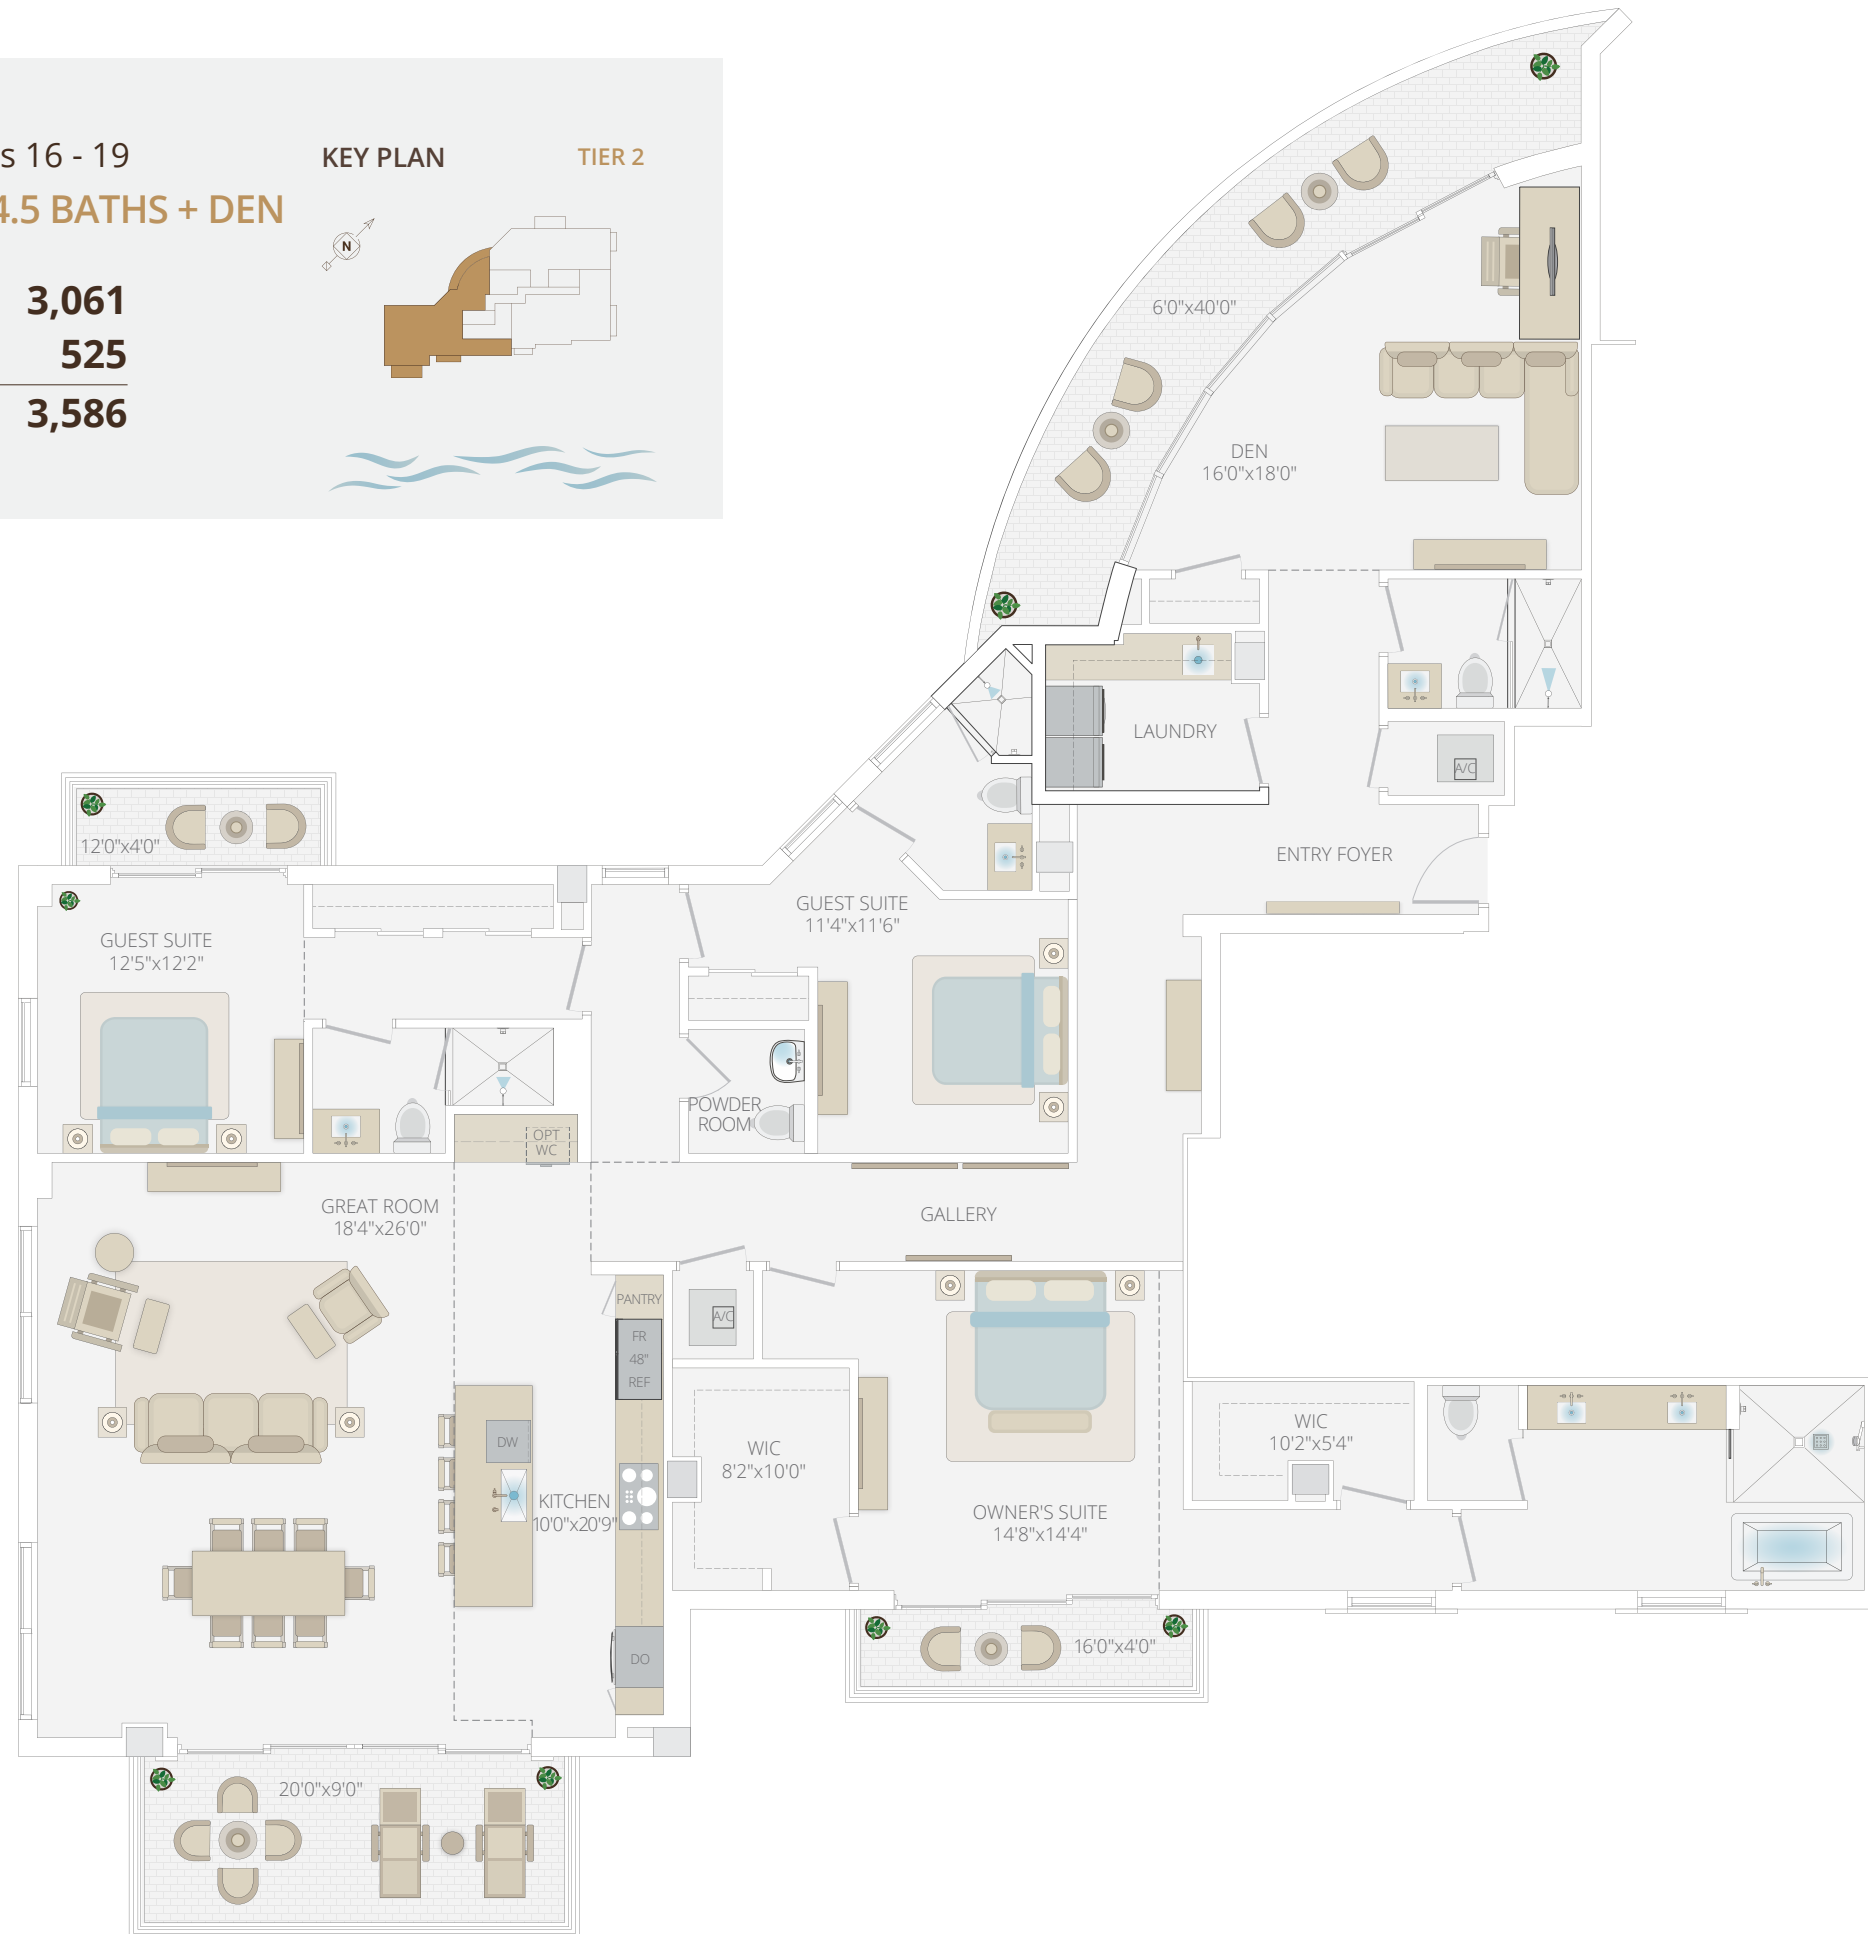 s 16 - 19
4.5 BATHS + DEN
3,061
525
3,586
KEY PLAN
TIER 2
N
6'0"x40'0"
DEN
16'0"x18'0"
LAUNDRY
A/C
ENTRY FOYER
12'0"x4'0"
GUEST SUITE
12'5"x12'2"
GUEST SUITE
11'4"x11'6"
POWDER
ROOM
OPT
WC
GREAT ROOM
18'4"x26'0"
GALLERY
PANTRY
FR
48"
REF
A/C
DW
KITCHEN
10'0"x20'9"
DO
WIC
8'2"x10'0"
OWNER'S SUITE
14'8"x14'4"
WIC
10'2"x5'4"
16'0"x4'0"
20'0"x9'0"